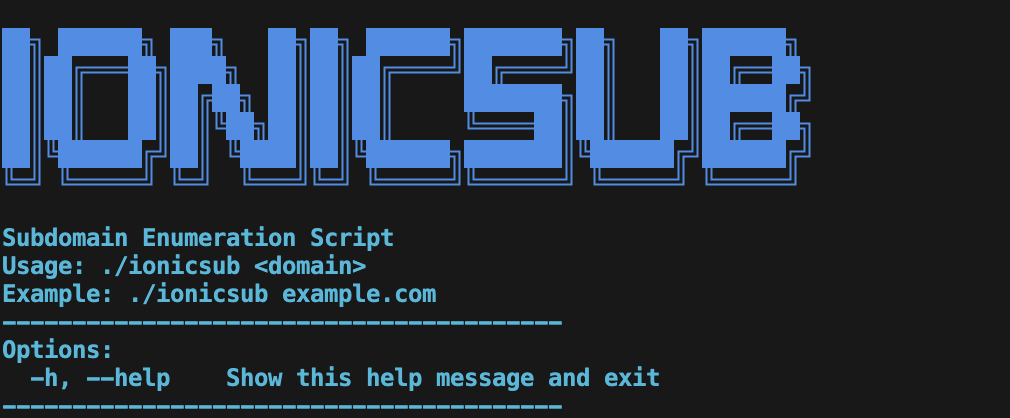 IONICSUB
Subdomain Enumeration Script
Usage: ./ionicsub <domain>
Example: ./ionicsub example.com
----------------------------------------
Options:
  -h, --help    Show this help message and exit
----------------------------------------